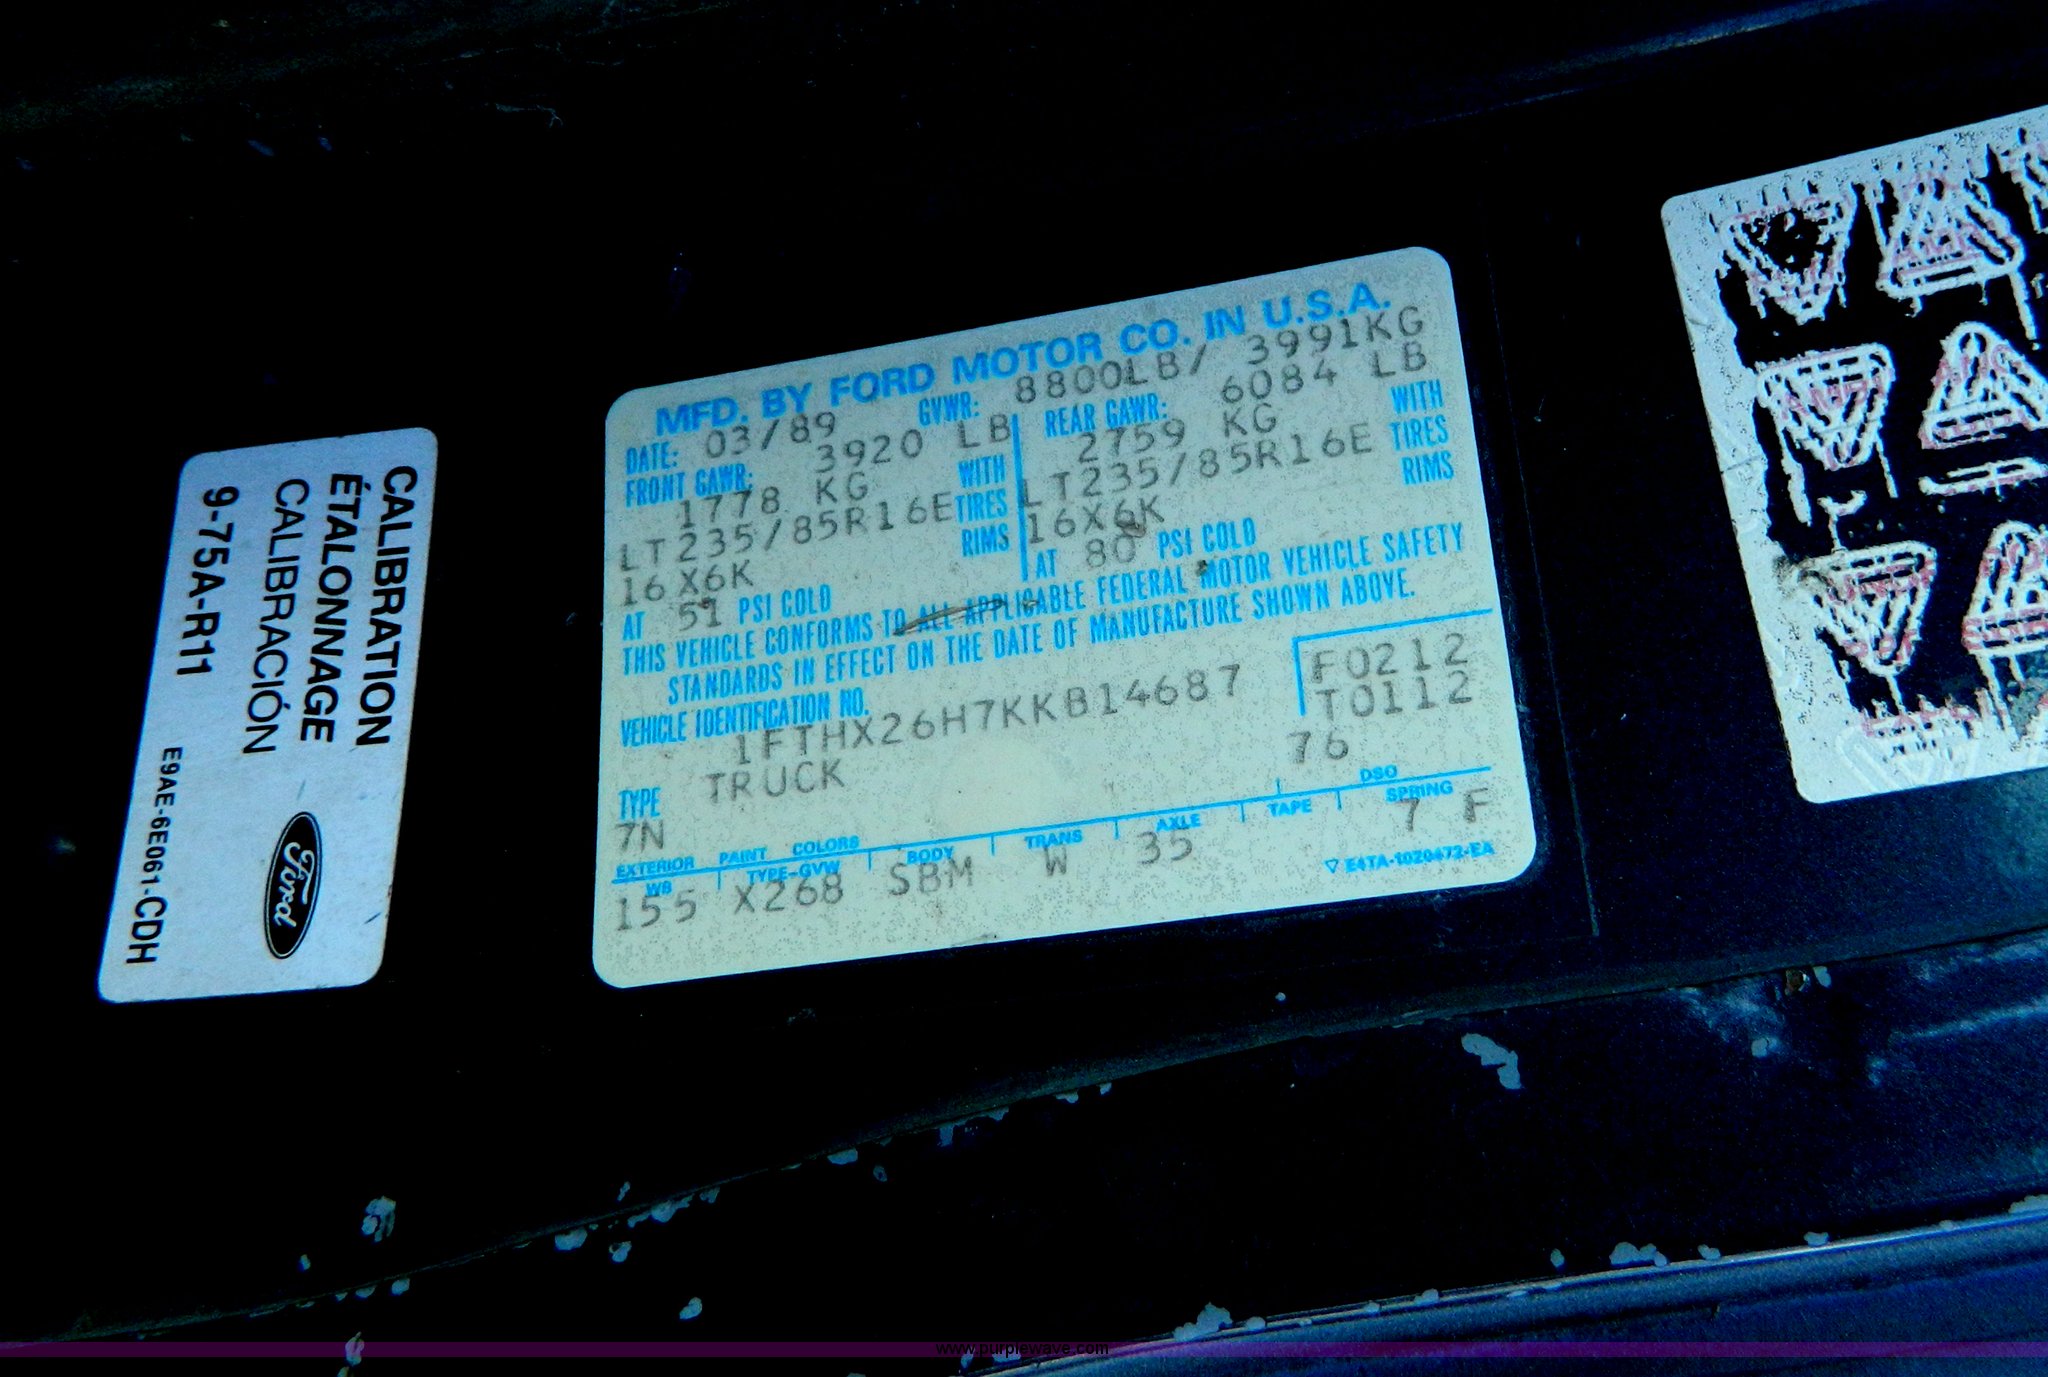 CALIBRATION
ÉTALONNAGE
CALIBRACIÓN
9-75A-R11
E9AE-6E061-CDH
Ford
MFD. BY FORD MOTOR CO. IN U.S.A.
DATE: 03/89 GVWR: 8800LB/ 3991KG
FRONT GAWR: 3920 LB REAR GAWR: 6084 LB
1778 KG WITH 2759 KG WITH
LT235/85R16E TIRES LT235/85R16E TIRES
16X6K RIMS 16X6K RIMS
AT 51 PSI COLD AT 80 PSI COLD
THIS VEHICLE CONFORMS TO ALL APPLICABLE FEDERAL MOTOR VEHICLE SAFETY
STANDARDS IN EFFECT ON THE DATE OF MANUFACTURE SHOWN ABOVE.
VEHICLE IDENTIFICATION NO. F0212
1FTHX26H7KKB14687 T0112
TYPE TRUCK 76
7N DSO
EXTERIOR PAINT COLORS
WB TYPE-GVW BODY TRANS AXLE TAPE SPRING
155 X268 SBM W 35 7 F
▽ E4TA-1020472-EA
www.purplewave.com